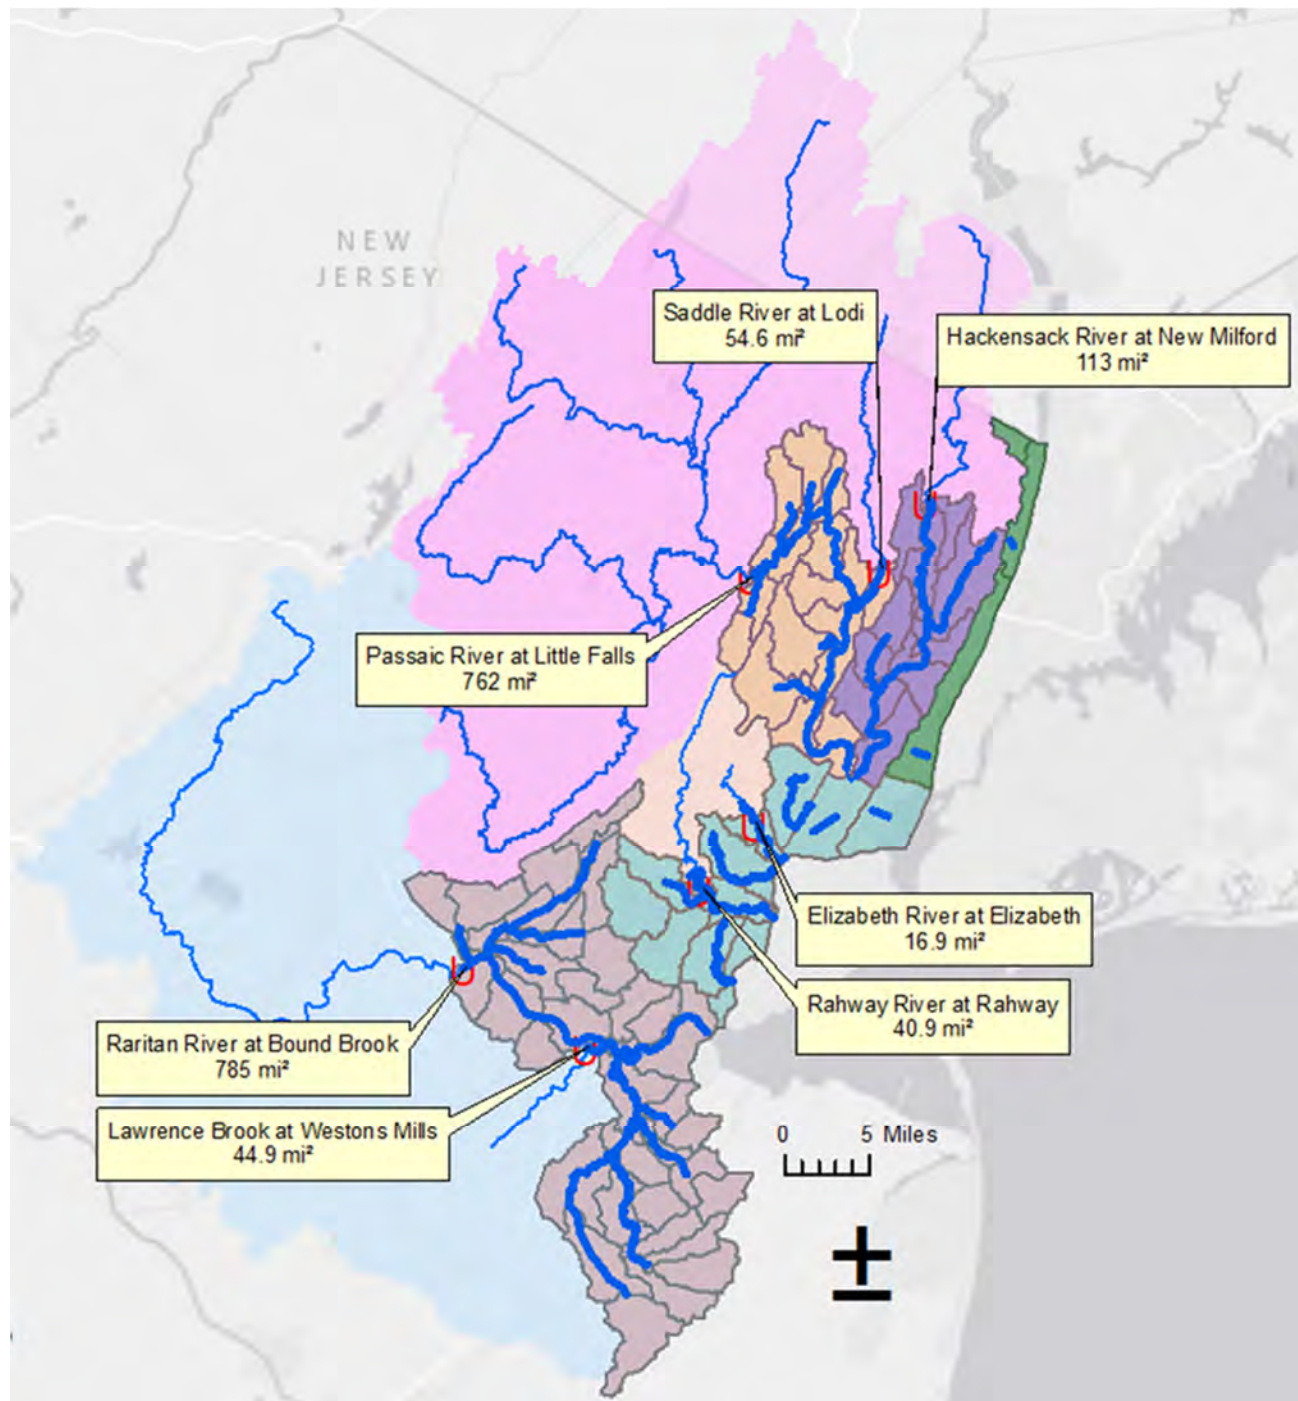 NEW
JERSEY
Saddle River at Lodi
54.6 mi²
Hackensack River at New Milford
113 mi²
Passaic River at Little Falls
762 mi²
Elizabeth River at Elizabeth
16.9 mi²
Rahway River at Rahway
40.9 mi²
Raritan River at Bound Brook
785 mi²
Lawrence Brook at Westons Mills
44.9 mi²
0 5 Miles